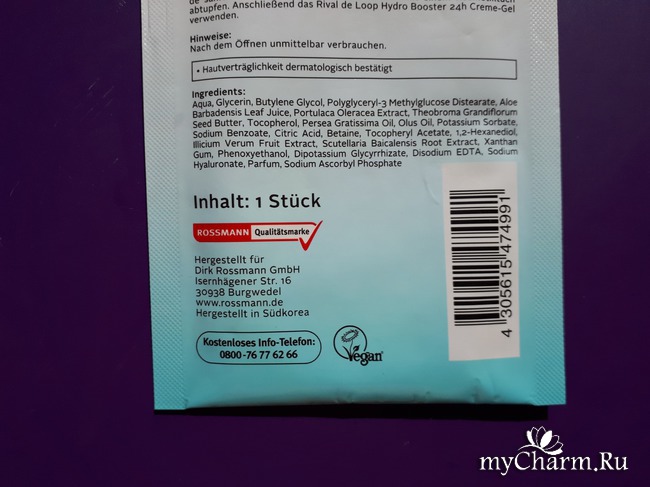 abtupfen. Anschließend das Rival de Loop Hydro Booster 24h Creme-Gel
verwenden.
Hinweise:
Nach dem Öffnen unmittelbar verbrauchen.
• Hautverträglichkeit dermatologisch bestätigt
Ingredients:
Aqua, Glycerin, Butylene Glycol, Polyglyceryl-3 Methylglucose Distearate, Aloe
Barbadensis Leaf Juice, Portulaca Oleracea Extract, Theobroma Grandiflorum
Seed Butter, Tocopherol, Persea Gratissima Oil, Olus Oil, Potassium Sorbate,
Sodium Benzoate, Citric Acid, Betaine, Tocopheryl Acetate, 1,2-Hexanediol,
Illicium Verum Fruit Extract, Scutellaria Baicalensis Root Extract, Xanthan
Gum, Phenoxyethanol, Dipotassium Glycyrrhizate, Disodium EDTA, Sodium
Hyaluronate, Parfum, Sodium Ascorbyl Phosphate
Inhalt: 1 Stück
ROSSMANN Qualitätsmarke
Hergestellt für
Dirk Rossmann GmbH
Isernhägener Str. 16
30938 Burgwedel
www.rossmann.de
Hergestellt in Südkorea
Kostenloses Info-Telefon:
0800-76 77 62 66
Vegan
4 305615 474991
myCharm.Ru